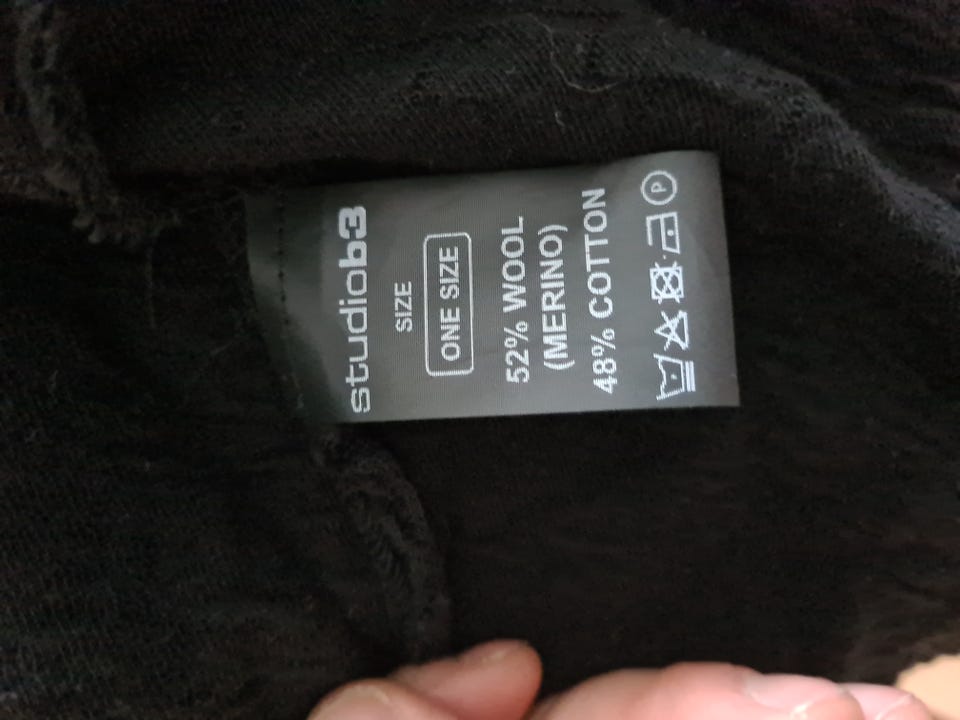 studiob3
SIZE
ONE SIZE
52% WOOL
(MERINO)
48% COTTON
P